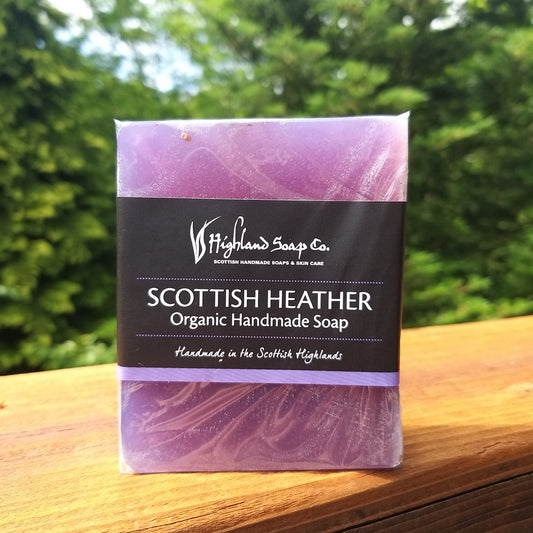 Highland Soap Co.
SCOTTISH HANDMADE SOAPS & SKIN CARE
SCOTTISH HEATHER
Organic Handmade Soap
Handmade in the Scottish Highlands